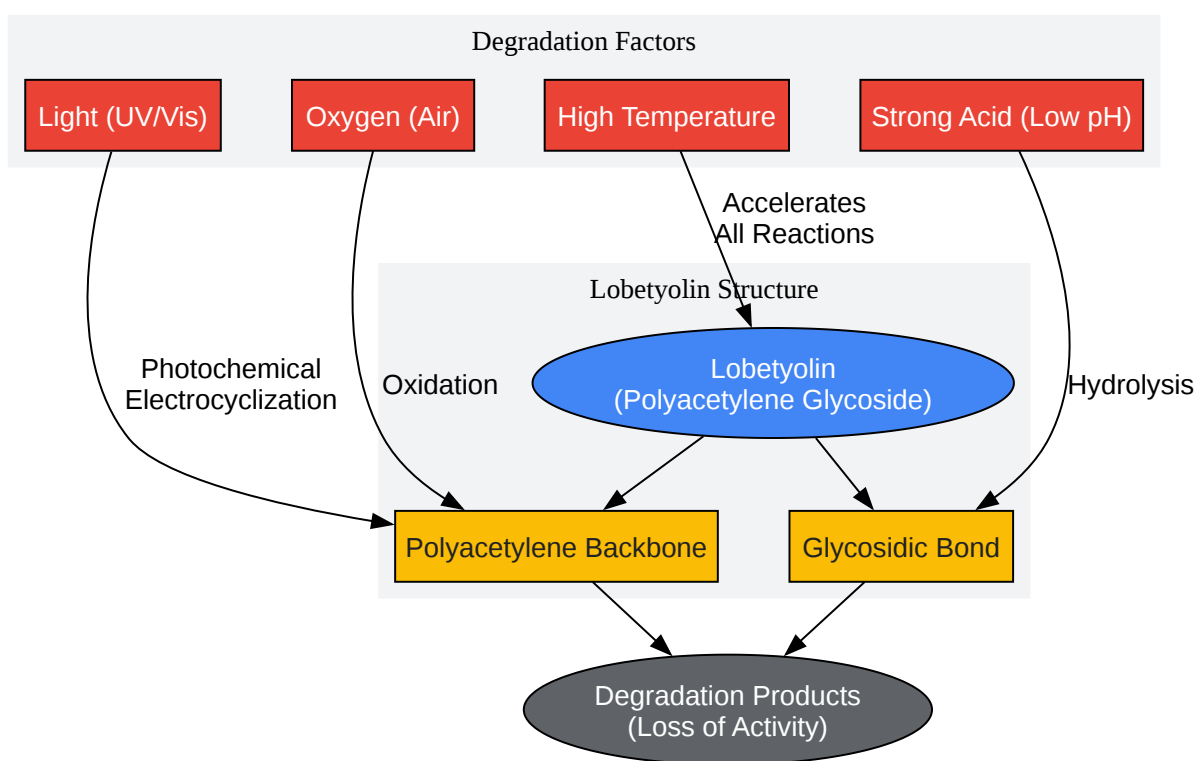 Degradation Factors
Light (UV/Vis)
Oxygen (Air)
High Temperature
Strong Acid (Low pH)
Accelerates
All Reactions
Lobetyolin Structure
Photochemical
Electrocyclization
Oxidation
Lobetyolin
(Polyacetylene Glycoside)
Hydrolysis
Polyacetylene Backbone
Glycosidic Bond
Degradation Products
(Loss of Activity)